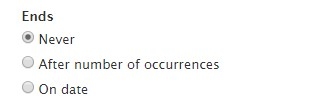 Ends
Never
After number of occurrences
On date